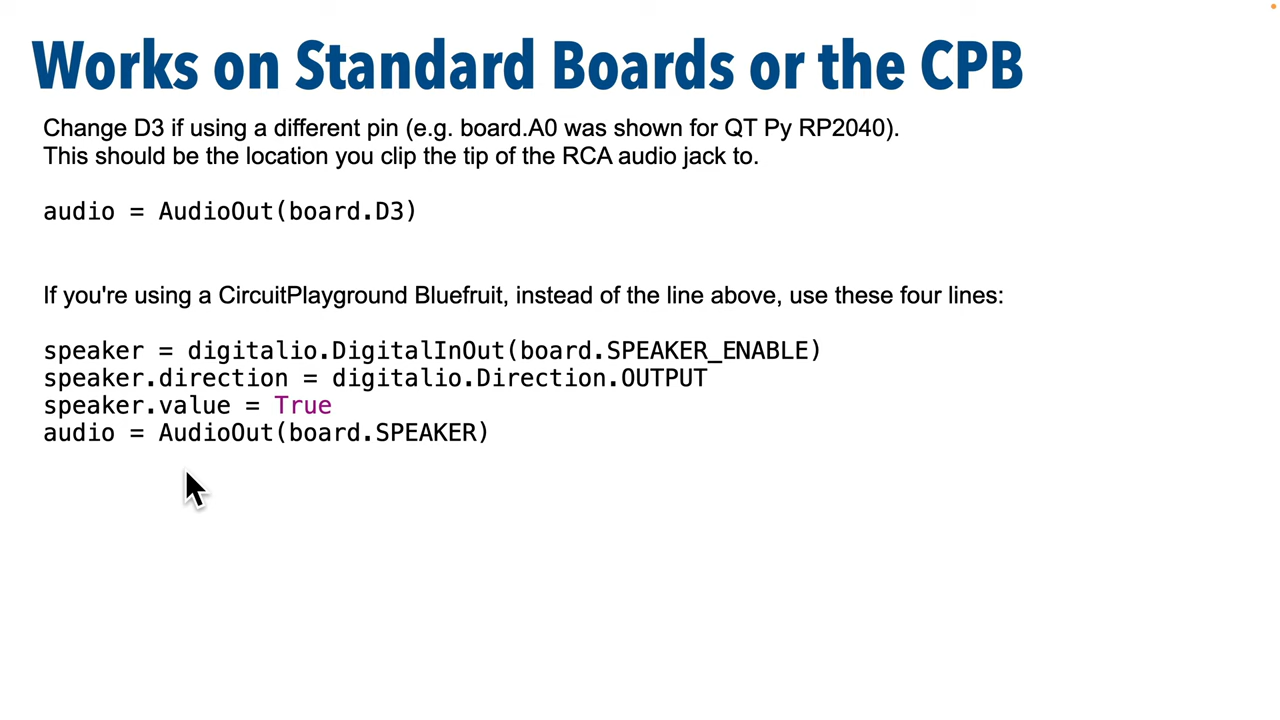 Works on Standard Boards or the CPB
Change D3 if using a different pin (e.g. board.A0 was shown for QT Py RP2040).
This should be the location you clip the tip of the RCA audio jack to.
audio = AudioOut(board.D3)
If you're using a CircuitPlayground Bluefruit, instead of the line above, use these four lines:
speaker = digitalio.DigitalInOut(board.SPEAKER_ENABLE)
speaker.direction = digitalio.Direction.OUTPUT
speaker.value = True
audio = AudioOut(board.SPEAKER)